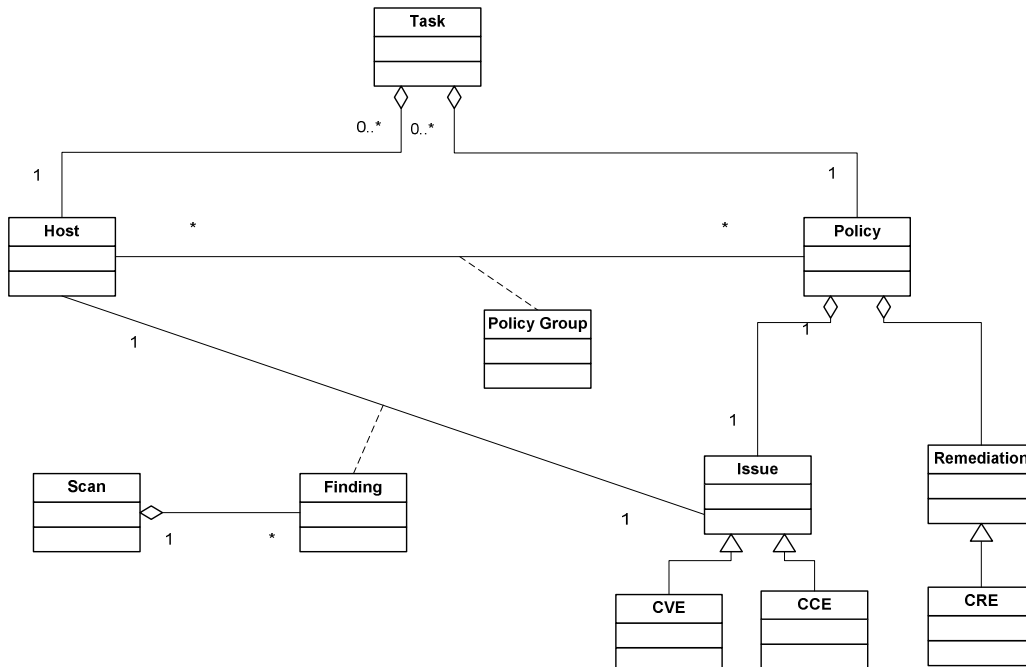 Task
0..*
0..*
1
1
Host
*
*
Policy
Policy Group
1
1
1
Issue
Remediation
Scan
Finding
1
*
1
CVE
CCE
CRE